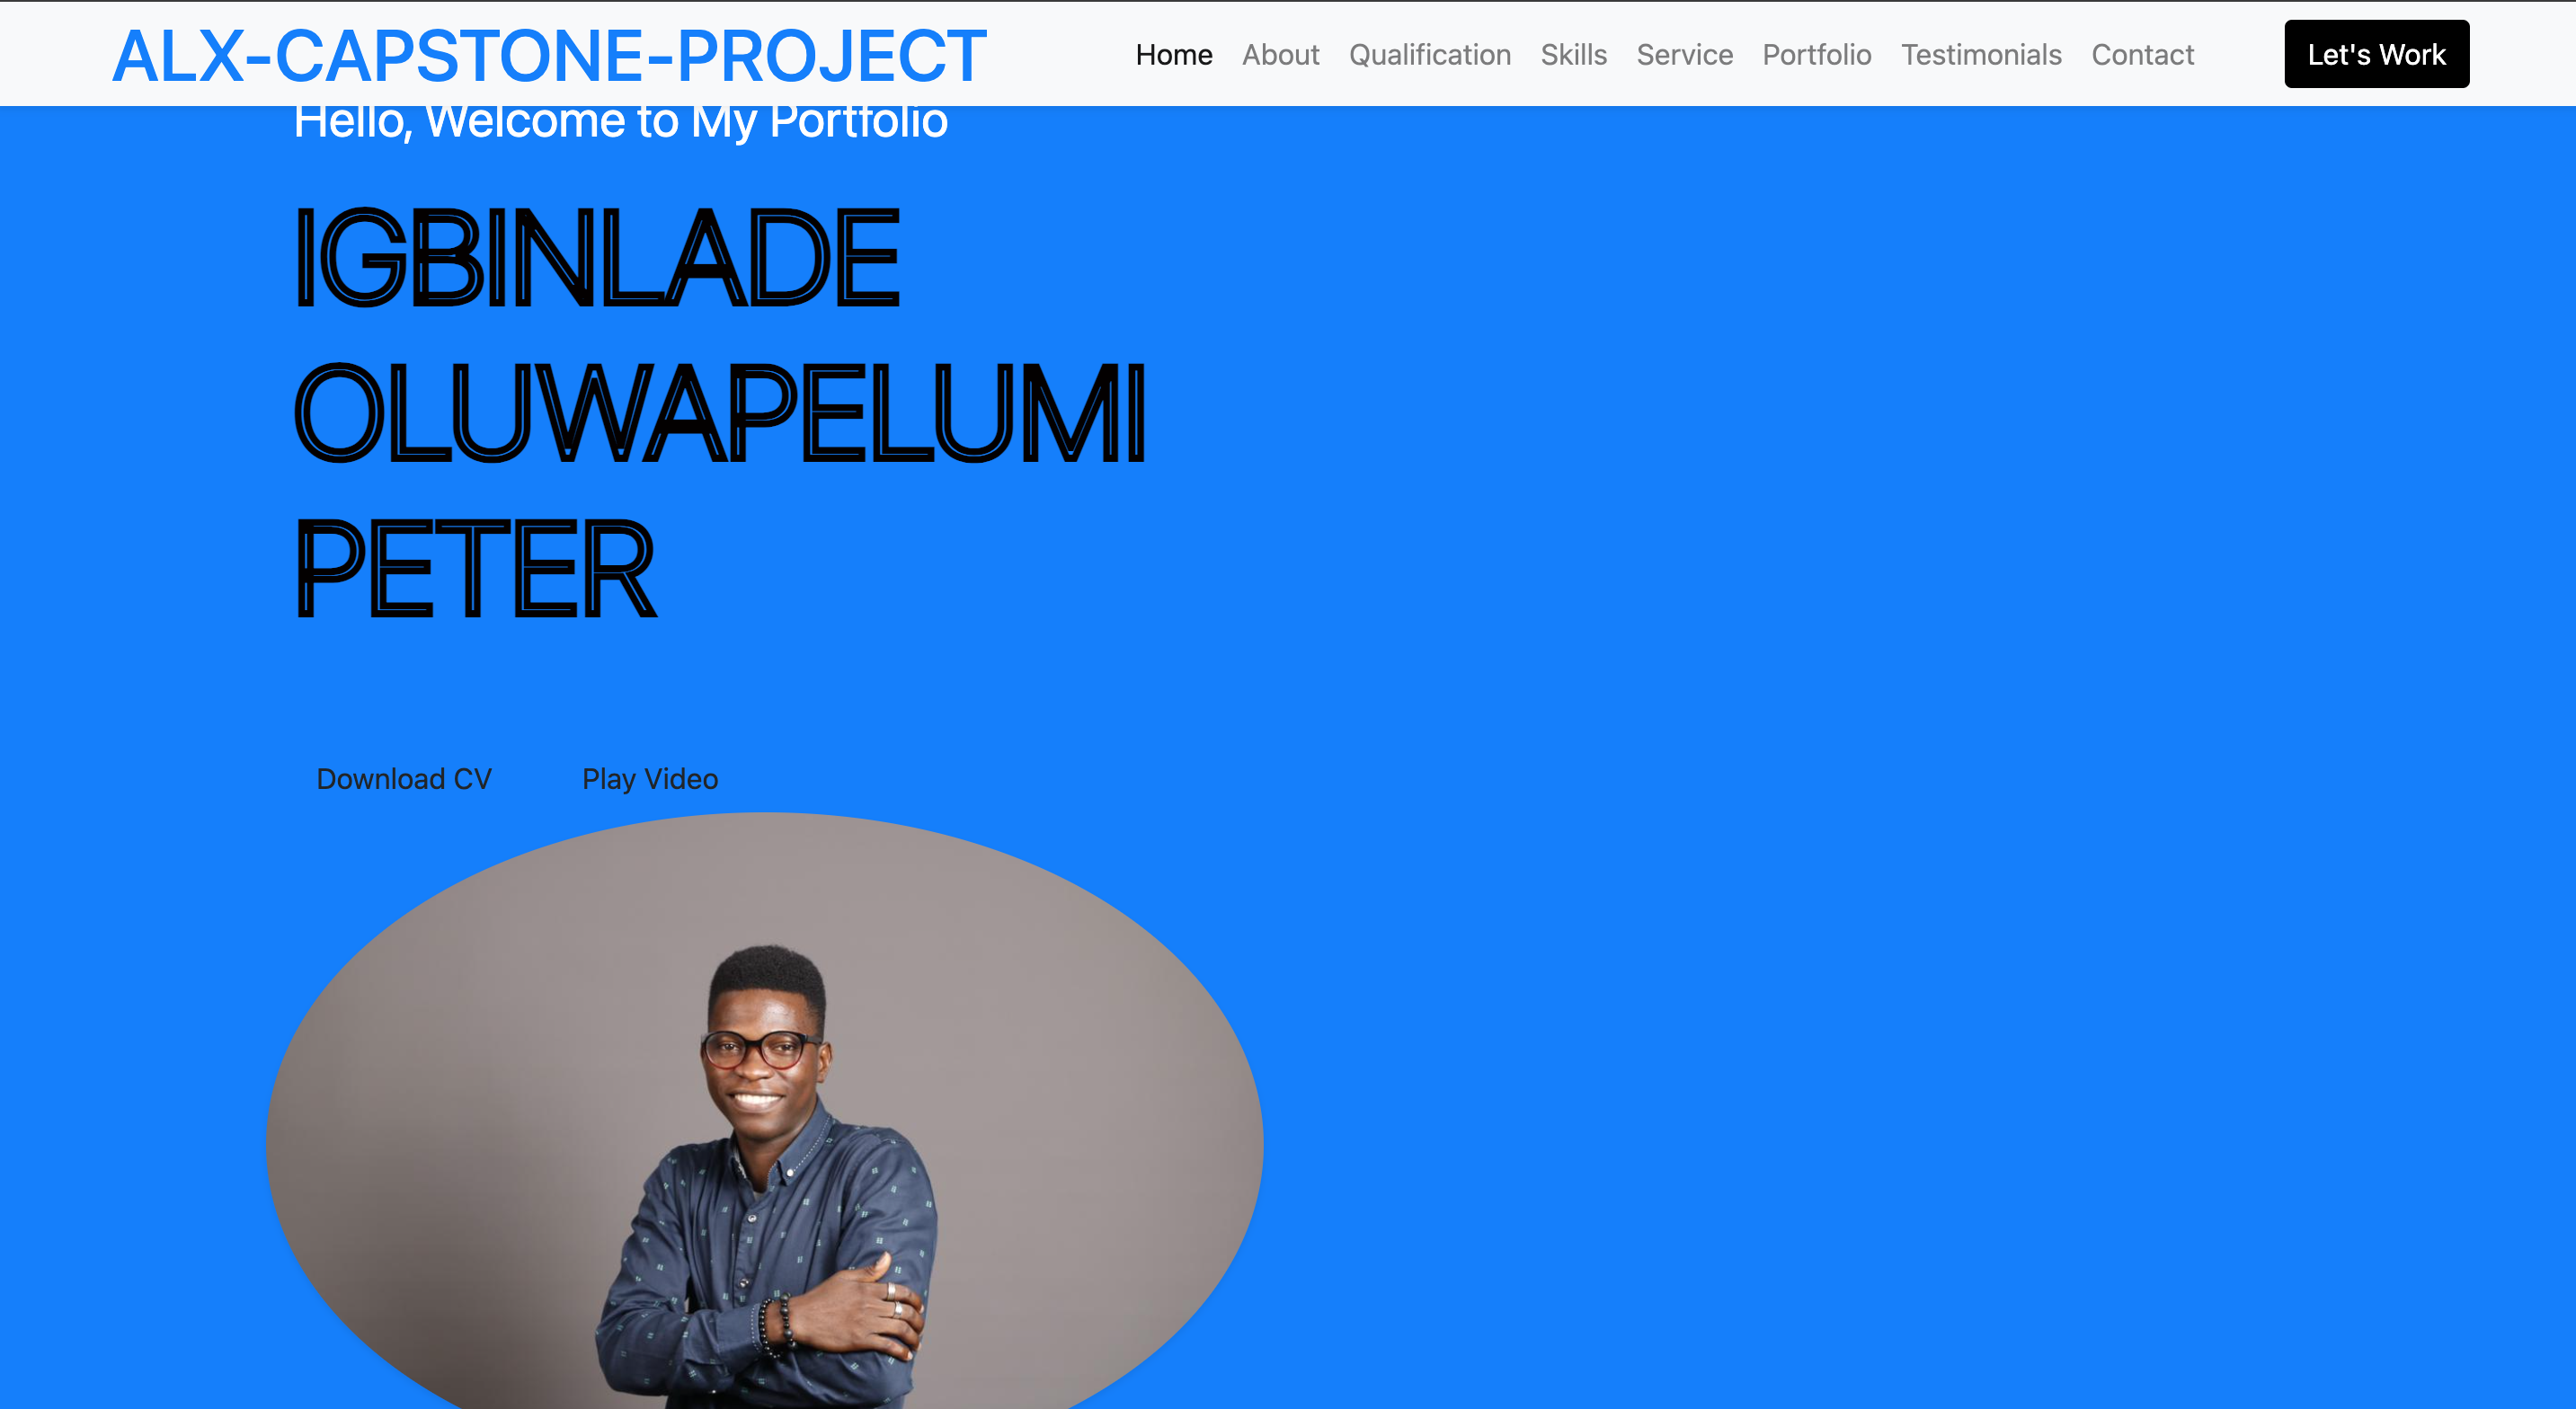 ALX-CAPSTONE-PROJECT
Home About Qualification Skills Service Portfolio Testimonials Contact
Let's Work
Hello, Welcome to My Portfolio
IGBINLADE
OLUWAPELUMI
PETER
Download CV Play Video